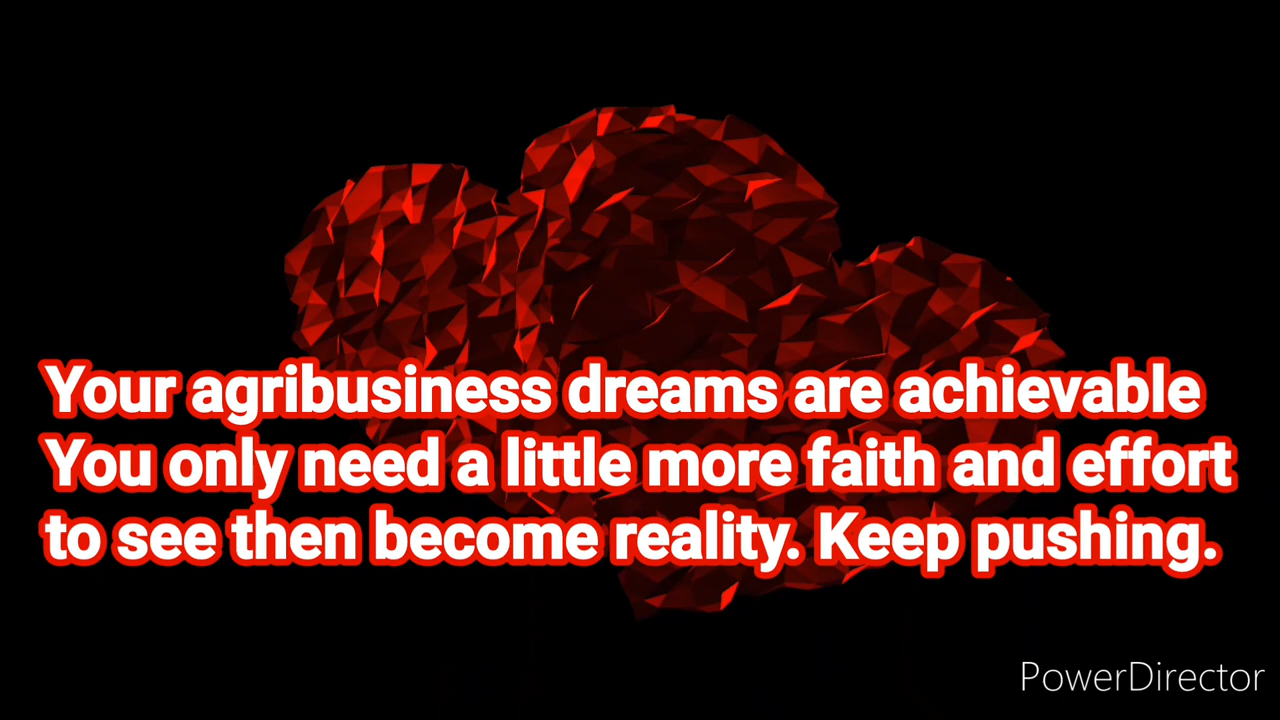 Your agribusiness dreams are achievable
You only need a little more faith and effort
to see then become reality. Keep pushing.
PowerDirector